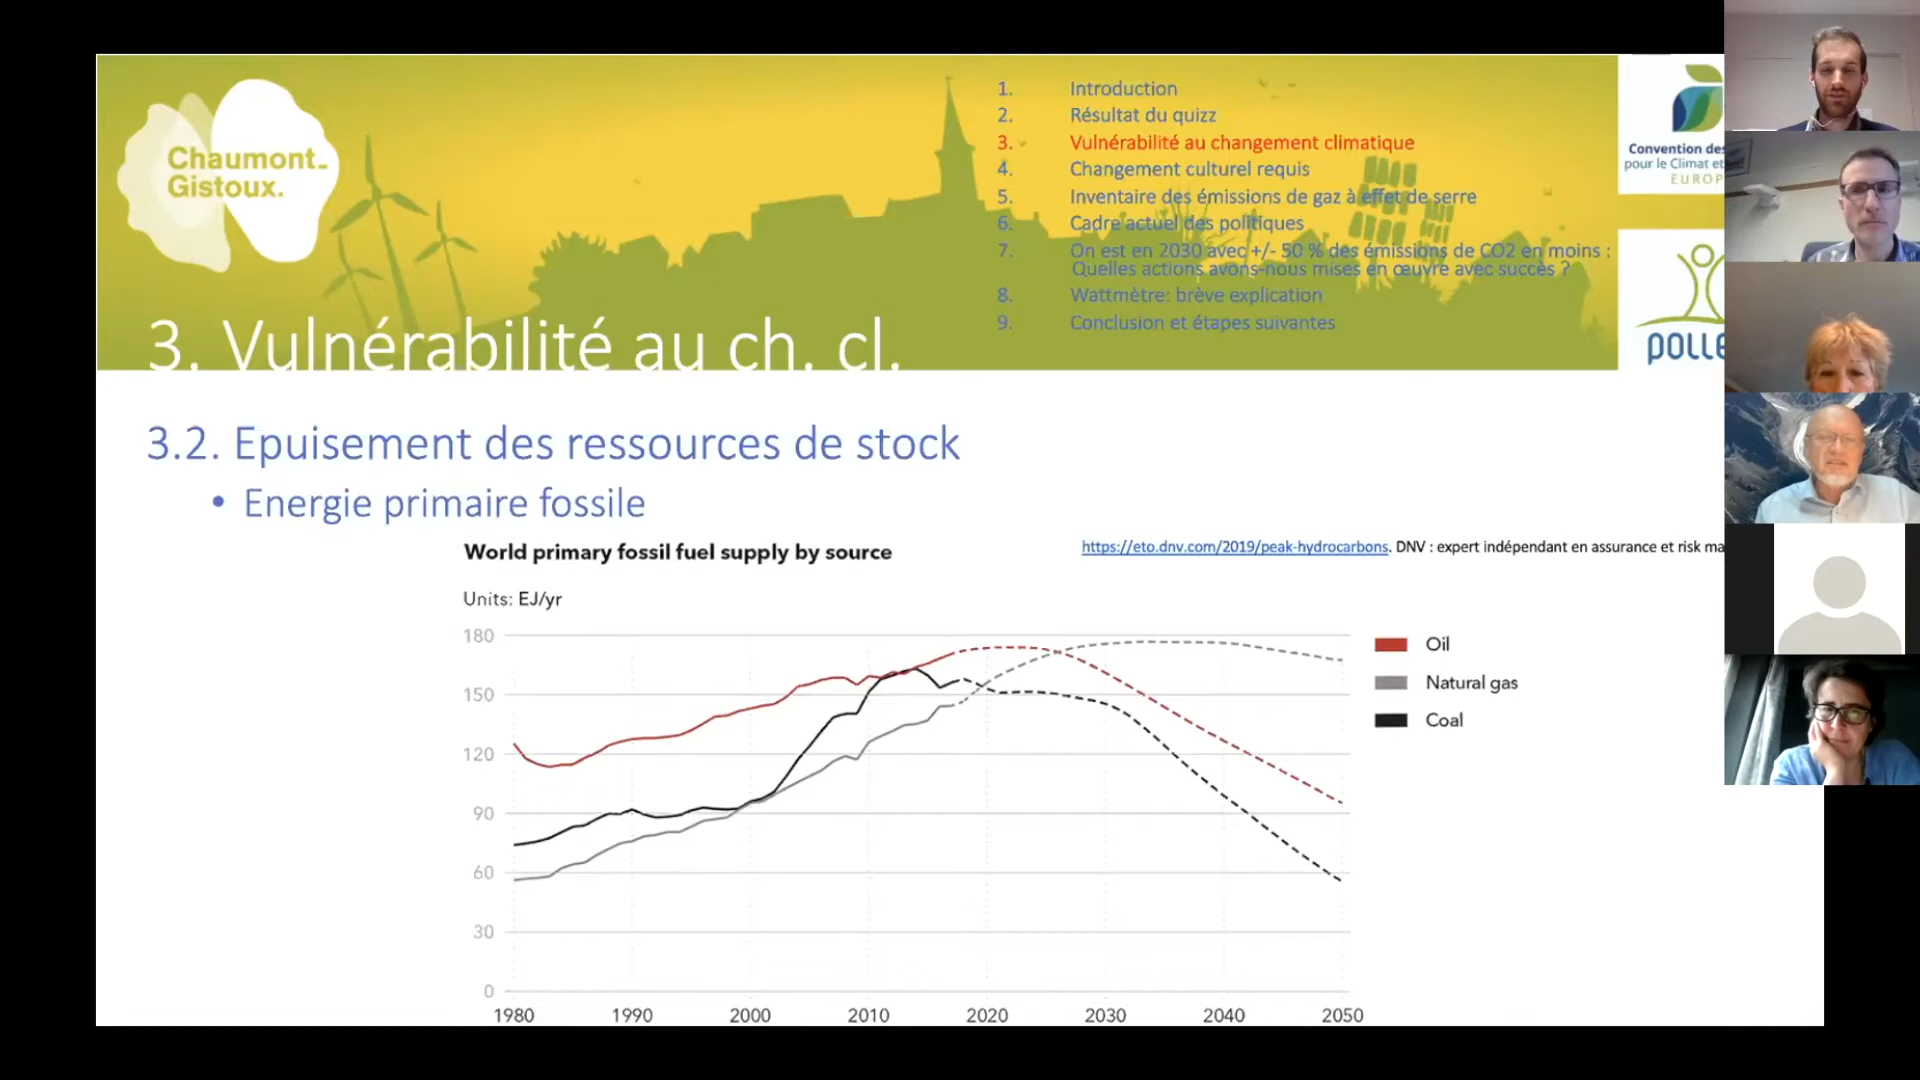 Chaumont_
Gistoux.
1. Introduction
2. Résultat du quizz
3. Vulnérabilité au changement climatique
4. Changement culturel requis
5. Inventaire des émissions de gaz à effet de serre
6. Cadre actuel des politiques
7. On est en 2030 avec +/- 50 % des émissions de CO2 en moins :
Quelles actions avons-nous mises en œuvre avec succès ?
8. Wattmètre: brève explication
9. Conclusion et étapes suivantes
Convention des
pour le Climat et
EUROP
POLLE
3. Vulnérabilité au ch. cl.
3.2. Epuisement des ressources de stock
• Energie primaire fossile
World primary fossil fuel supply by source
https://eto.dnv.com/2019/peak-hydrocarbons. DNV : expert indépendant en assurance et risk ma
Units: EJ/yr
180
150
120
90
60
30
0
1980 1990 2000 2010 2020 2030 2040 2050
Oil
Natural gas
Coal